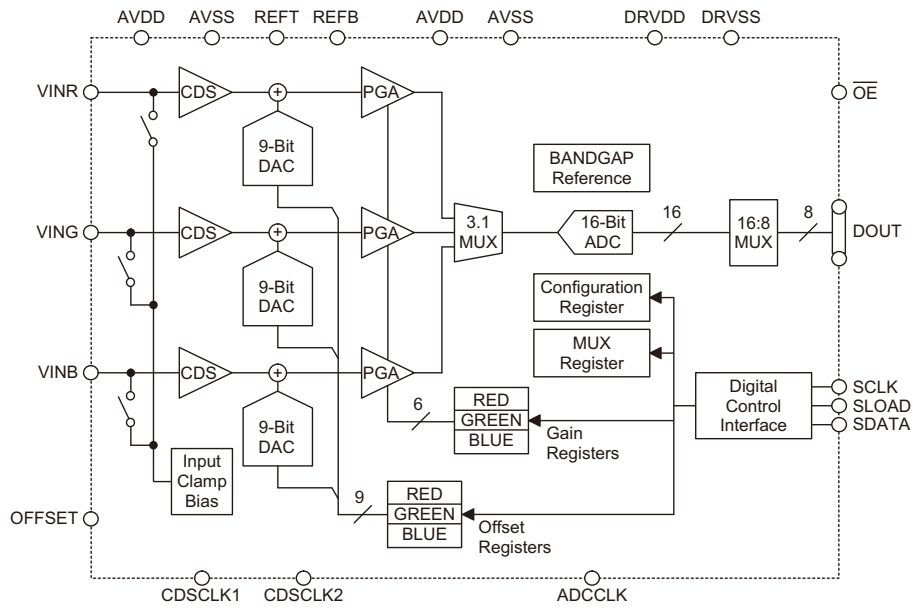 AVDD AVSS REFT REFB AVDD AVSS DRVDD DRVSS
VINR
CDS
+
PGA
OE
9-Bit
DAC
BANDGAP
Reference
VING
CDS
+
PGA
3.1
MUX
16-Bit
ADC
16
16:8
MUX
8
DOUT
9-Bit
DAC
Configuration
Register
MUX
Register
VINB
CDS
+
PGA
Digital
Control
Interface
SCLK
SLOAD
SDATA
6
RED
GREEN
BLUE
Gain
Registers
9-Bit
DAC
Input
Clamp
Bias
9
RED
GREEN
BLUE
Offset
Registers
OFFSET
CDSCLK1 CDSCLK2 ADCCLK